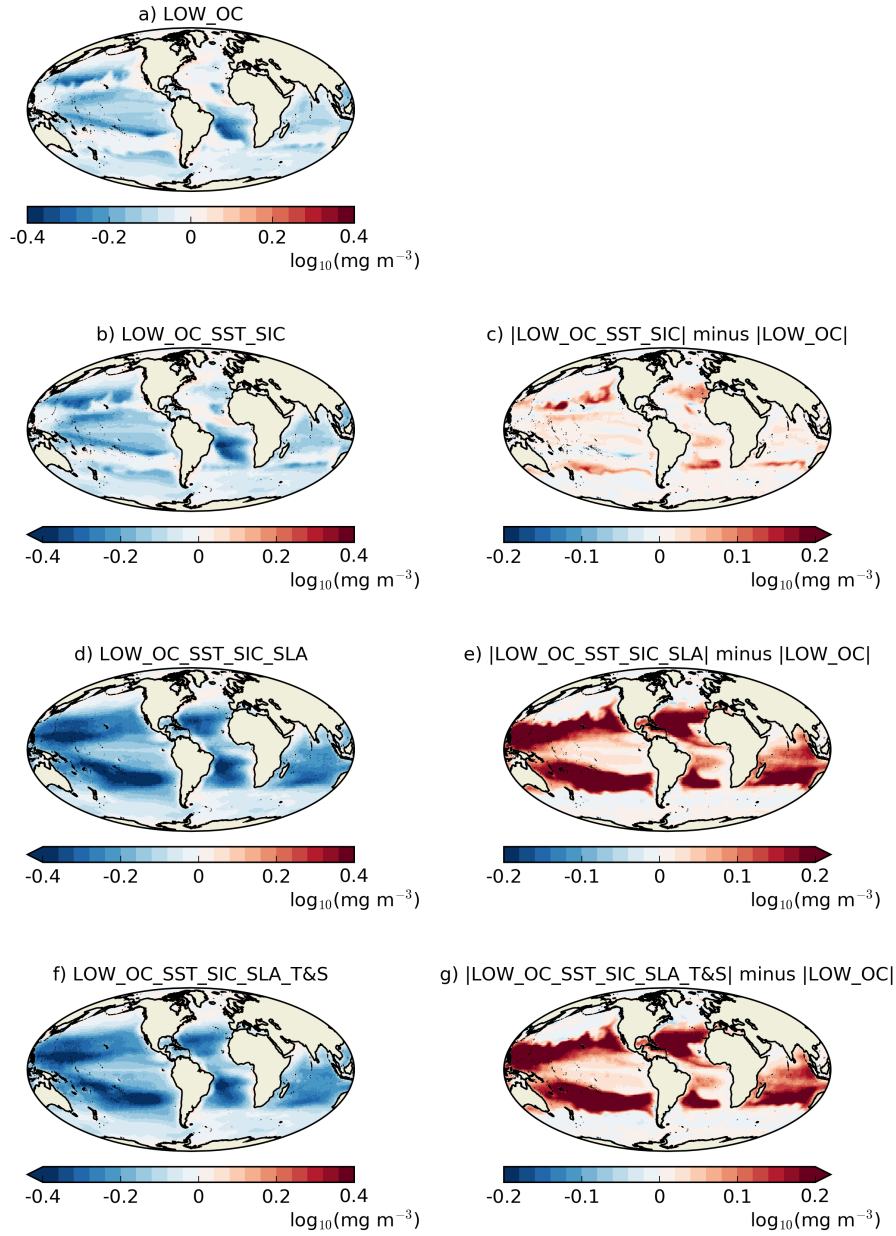 a) LOW_OC
-0.4 -0.2 0 0.2 0.4
log10(mg m−3)
b) LOW_OC_SST_SIC
-0.4 -0.2 0 0.2 0.4
log10(mg m−3)
c) |LOW_OC_SST_SIC| minus |LOW_OC|
-0.2 -0.1 0 0.1 0.2
log10(mg m−3)
d) LOW_OC_SST_SIC_SLA
-0.4 -0.2 0 0.2 0.4
log10(mg m−3)
e) |LOW_OC_SST_SIC_SLA| minus |LOW_OC|
-0.2 -0.1 0 0.1 0.2
log10(mg m−3)
f) LOW_OC_SST_SIC_SLA_T&S
-0.4 -0.2 0 0.2 0.4
log10(mg m−3)
g) |LOW_OC_SST_SIC_SLA_T&S| minus |LOW_OC|
-0.2 -0.1 0 0.1 0.2
log10(mg m−3)